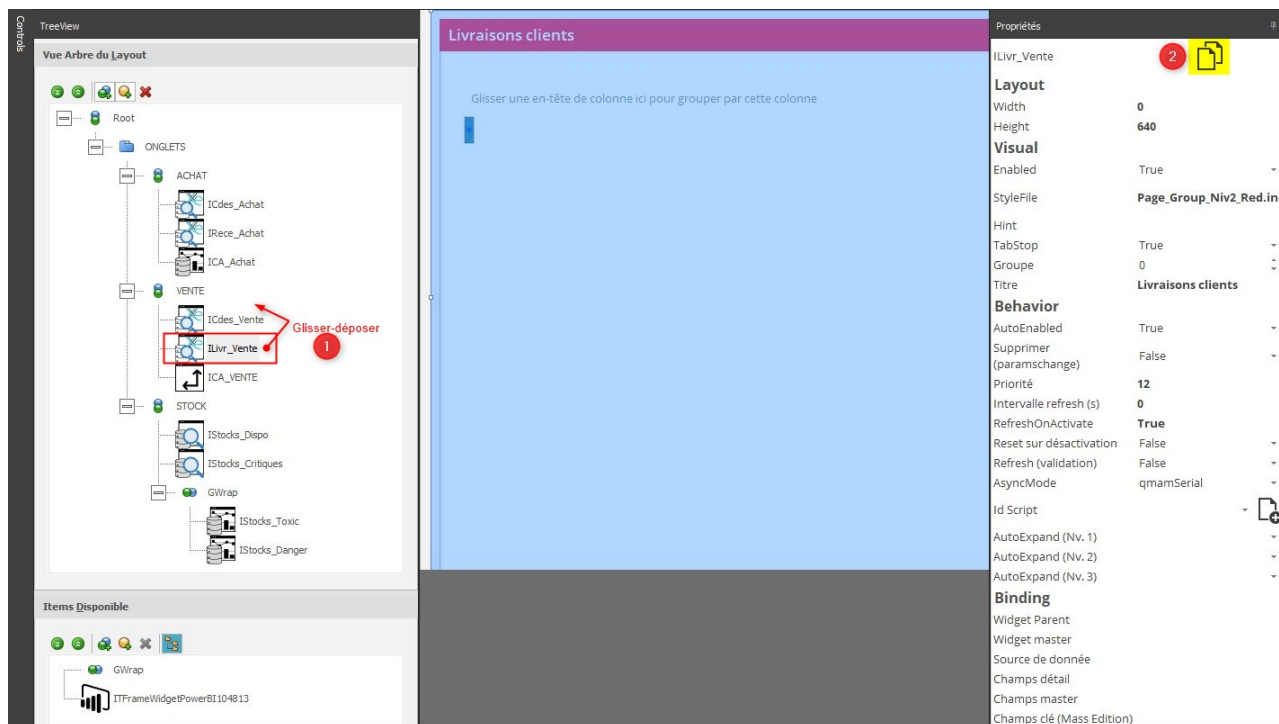 Controls
TreeView
Vue Arbre du Layout
Root
ONGLETS
ACHAT
ICdes_Achat
IRece_Achat
ICA_Achat
VENTE
ICdes_Vente
Glisser-déposer
ILivr_Vente
1
ICA_VENTE
STOCK
IStocks_Dispo
IStocks_Critiques
GWrap
IStocks_Toxic
IStocks_Danger
Items Disponible
GWrap
ITFrameWidgetPowerBI104813
Livraisons clients
Glisser une en-tête de colonne ici pour grouper par cette colonne
Propriétés
ILivr_Vente
2
Layout
Width 0
Height 640
Visual
Enabled True
StyleFile Page_Group_Niv2_Red.in
Hint
TabStop True
Groupe 0
Titre Livraisons clients
Behavior
AutoEnabled True
Supprimer
(paramschange) False
Priorité 12
Intervalle refresh (s) 0
RefreshOnActivate True
Reset sur désactivation False
Refresh (validation) False
AsyncMode qmamSerial
Id Script
AutoExpand (Nv. 1)
AutoExpand (Nv. 2)
AutoExpand (Nv. 3)
Binding
Widget Parent
Widget master
Source de donnée
Champs détail
Champs master
Champs clé (Mass Edition)